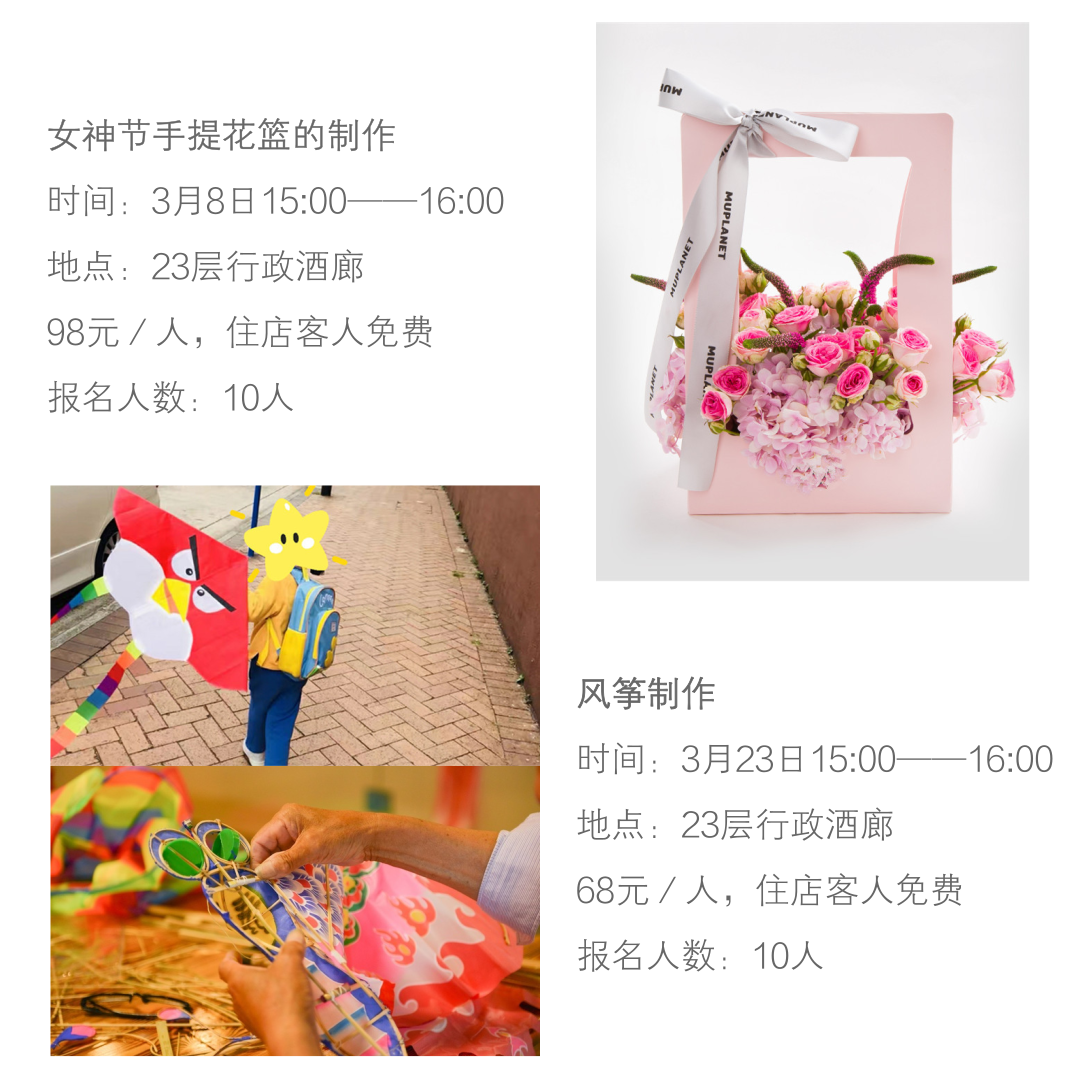 女神节手提花篮的制作
时间：3月8日15:00——16:00
地点：23层行政酒廊
98元／人，住店客人免费
报名人数：10人
MUPLANET
MUPLANET
MUPLANET
风筝制作
时间：3月23日15:00——16:00
地点：23层行政酒廊
68元／人，住店客人免费
报名人数：10人